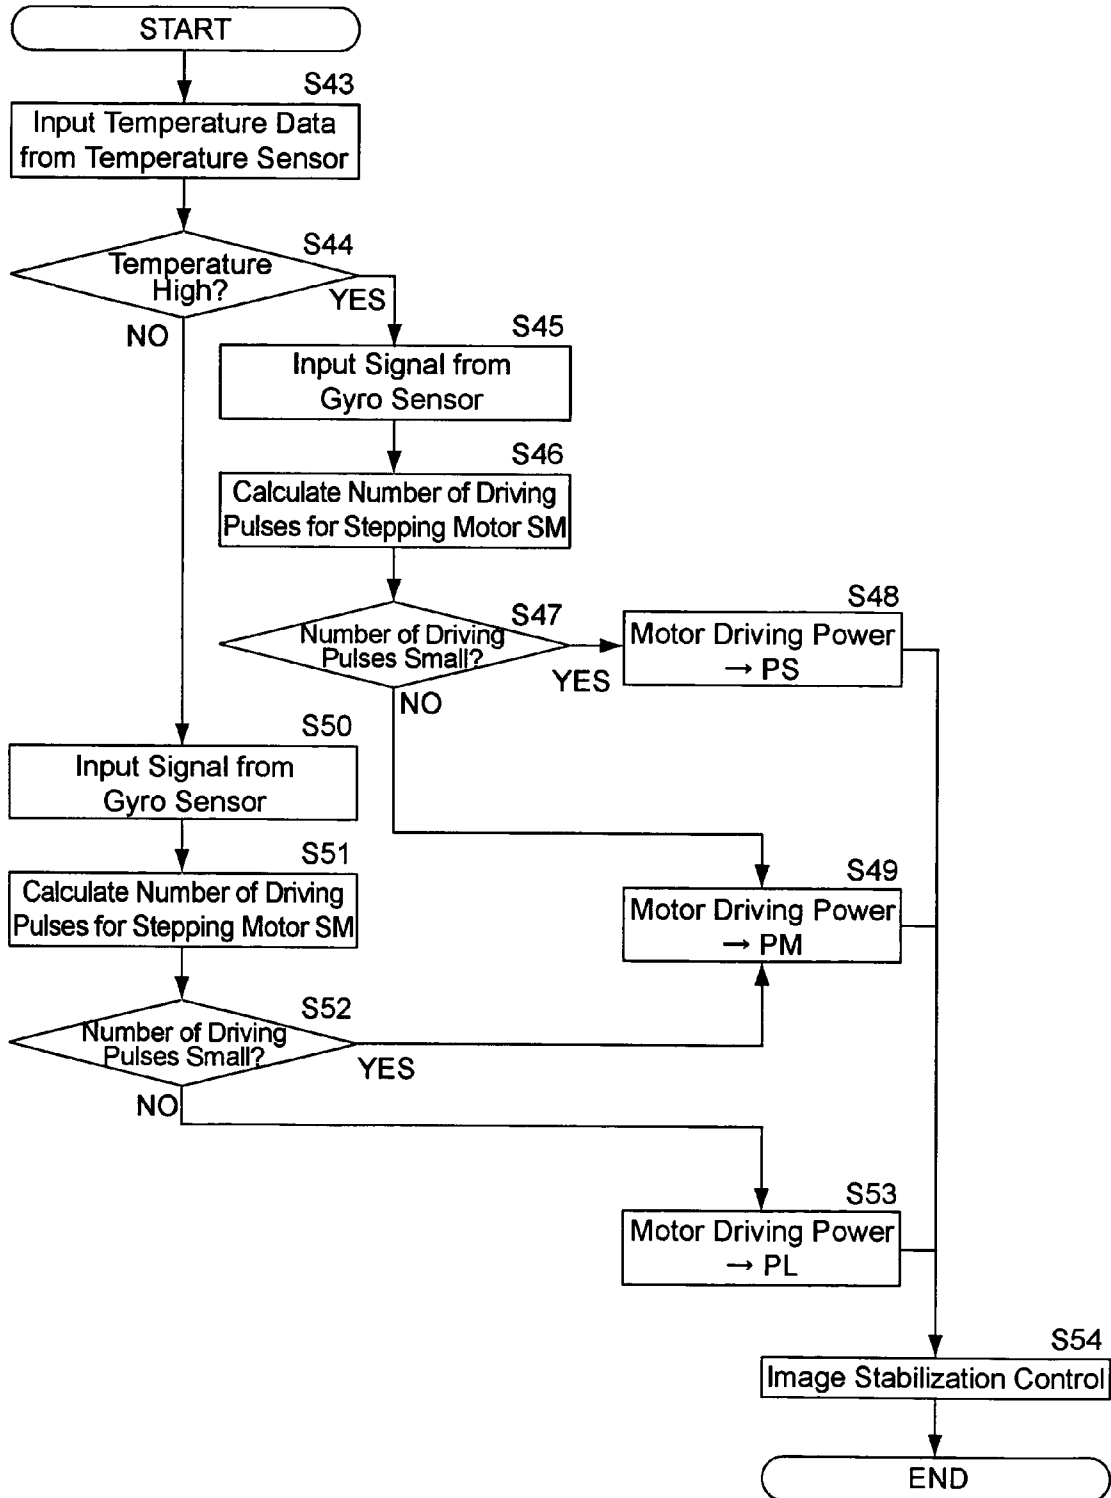 START
S43
Input Temperature Data
from Temperature Sensor
S44
Temperature
High?
YES
NO
S45
Input Signal from
Gyro Sensor
S46
Calculate Number of Driving
Pulses for Stepping Motor SM
S47
Number of Driving
Pulses Small?
YES
NO
S48
Motor Driving Power
→ PS
S50
Input Signal from
Gyro Sensor
S51
Calculate Number of Driving
Pulses for Stepping Motor SM
S49
Motor Driving Power
→ PM
S52
Number of Driving
Pulses Small?
YES
NO
S53
Motor Driving Power
→ PL
S54
Image Stabilization Control
END